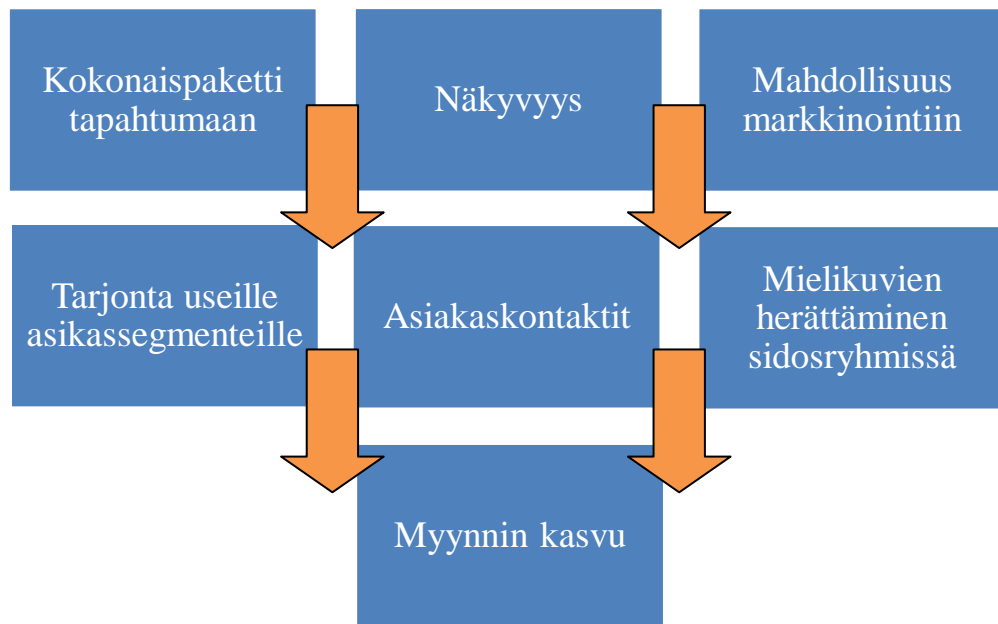 Kokonaispaketti
tapahtumaan
Näkyvyys
Mahdollisuus
markkinointiin
Tarjonta useille
asikassegmenteille
Asiakaskontaktit
Mielikuvien
herättäminen
sidosryhmissä
Myynnin kasvu